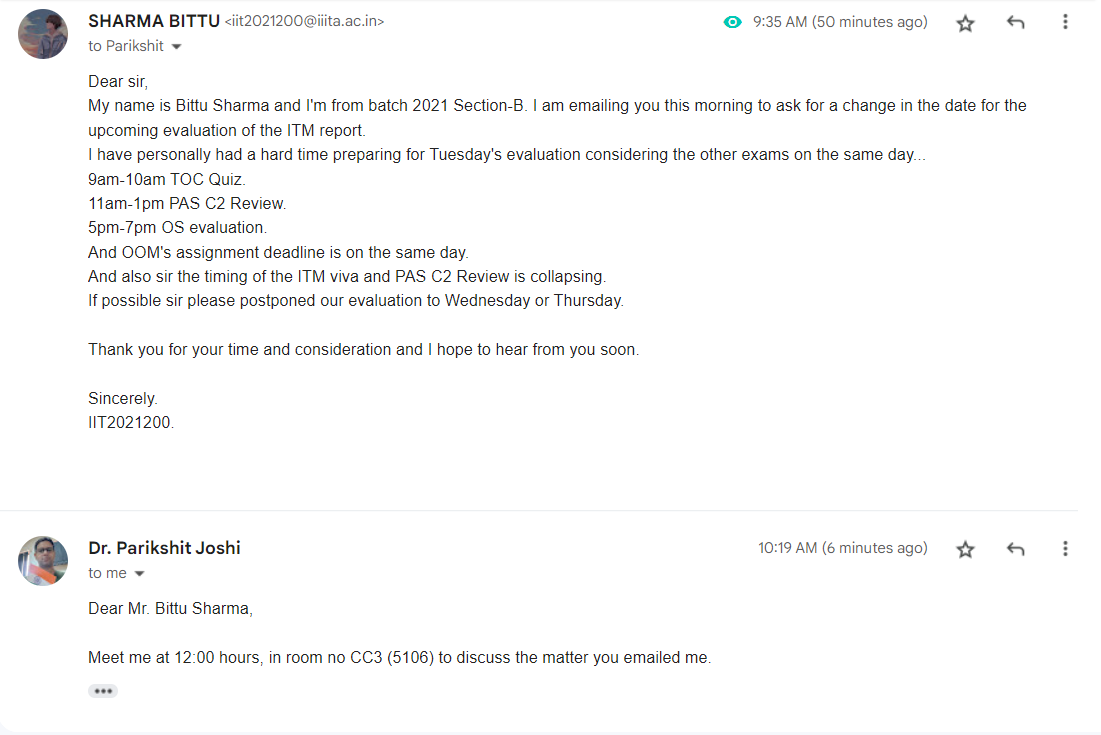 SHARMA BITTU <iit2021200@iiita.ac.in> 9:35 AM (50 minutes ago)
to Parikshit
Dear sir,
My name is Bittu Sharma and I'm from batch 2021 Section-B. I am emailing you this morning to ask for a change in the date for the
upcoming evaluation of the ITM report.
I have personally had a hard time preparing for Tuesday's evaluation considering the other exams on the same day...
9am-10am TOC Quiz.
11am-1pm PAS C2 Review.
5pm-7pm OS evaluation.
And OOM's assignment deadline is on the same day.
And also sir the timing of the ITM viva and PAS C2 Review is collapsing.
If possible sir please postponed our evaluation to Wednesday or Thursday.
Thank you for your time and consideration and I hope to hear from you soon.
Sincerely.
IIT2021200.
Dr. Parikshit Joshi 10:19 AM (6 minutes ago)
to me
Dear Mr. Bittu Sharma,
Meet me at 12:00 hours, in room no CC3 (5106) to discuss the matter you emailed me.